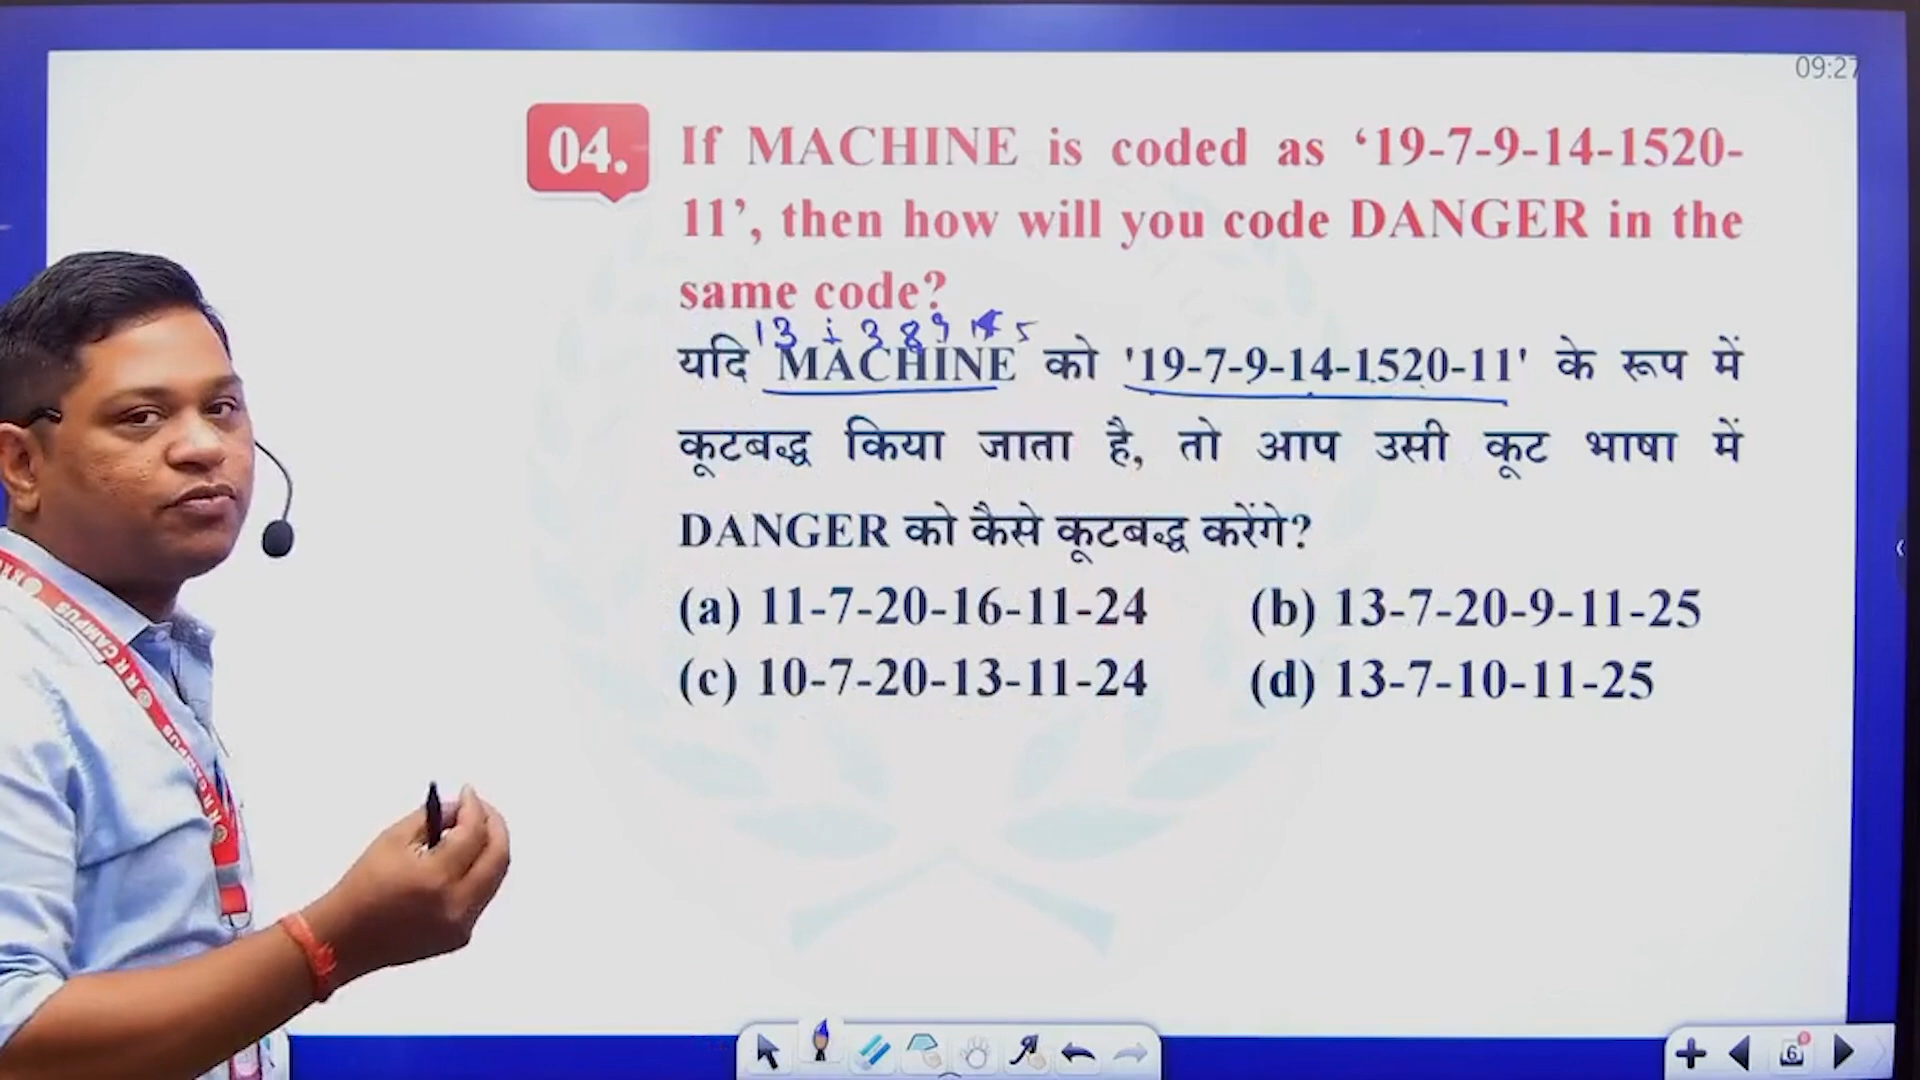 09:27
04.
If MACHINE is coded as ‘19-7-9-14-1520-
11’, then how will you code DANGER in the
same code?
13 1 3 8 9 14 5
यदि MACHINE को '19-7-9-14-1520-11' के रूप में
कूटबद्ध किया जाता है, तो आप उसी कूट भाषा में
DANGER को कैसे कूटबद्ध करेंगे?
(a) 11-7-20-16-11-24 (b) 13-7-20-9-11-25
(c) 10-7-20-13-11-24 (d) 13-7-10-11-25
R R CAMPUS
R R CAMPUS
6